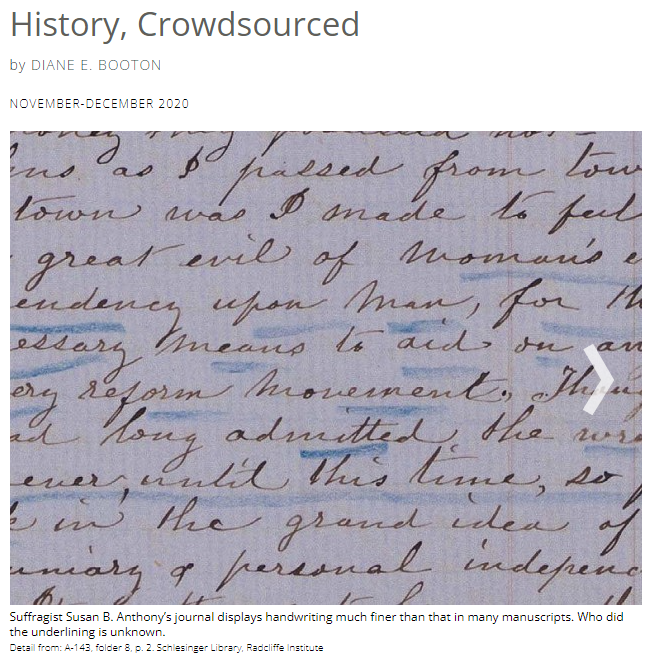 History, Crowdsourced
by DIANE E. BOOTON
NOVEMBER-DECEMBER 2020
as I passed from tow
town was I made to feel
great evil of woman's e
endency upon man, for th
essary means to aid on an
ery reform movement. Thoug
ad long admitted the wro
ever, until this time, so
k in the grand idea of
uniary & personal independ
Suffragist Susan B. Anthony's journal displays handwriting much finer than that in many manuscripts. Who did
the underlining is unknown.
Detail from: A-143, folder 8, p. 2. Schlesinger Library, Radcliffe Institute